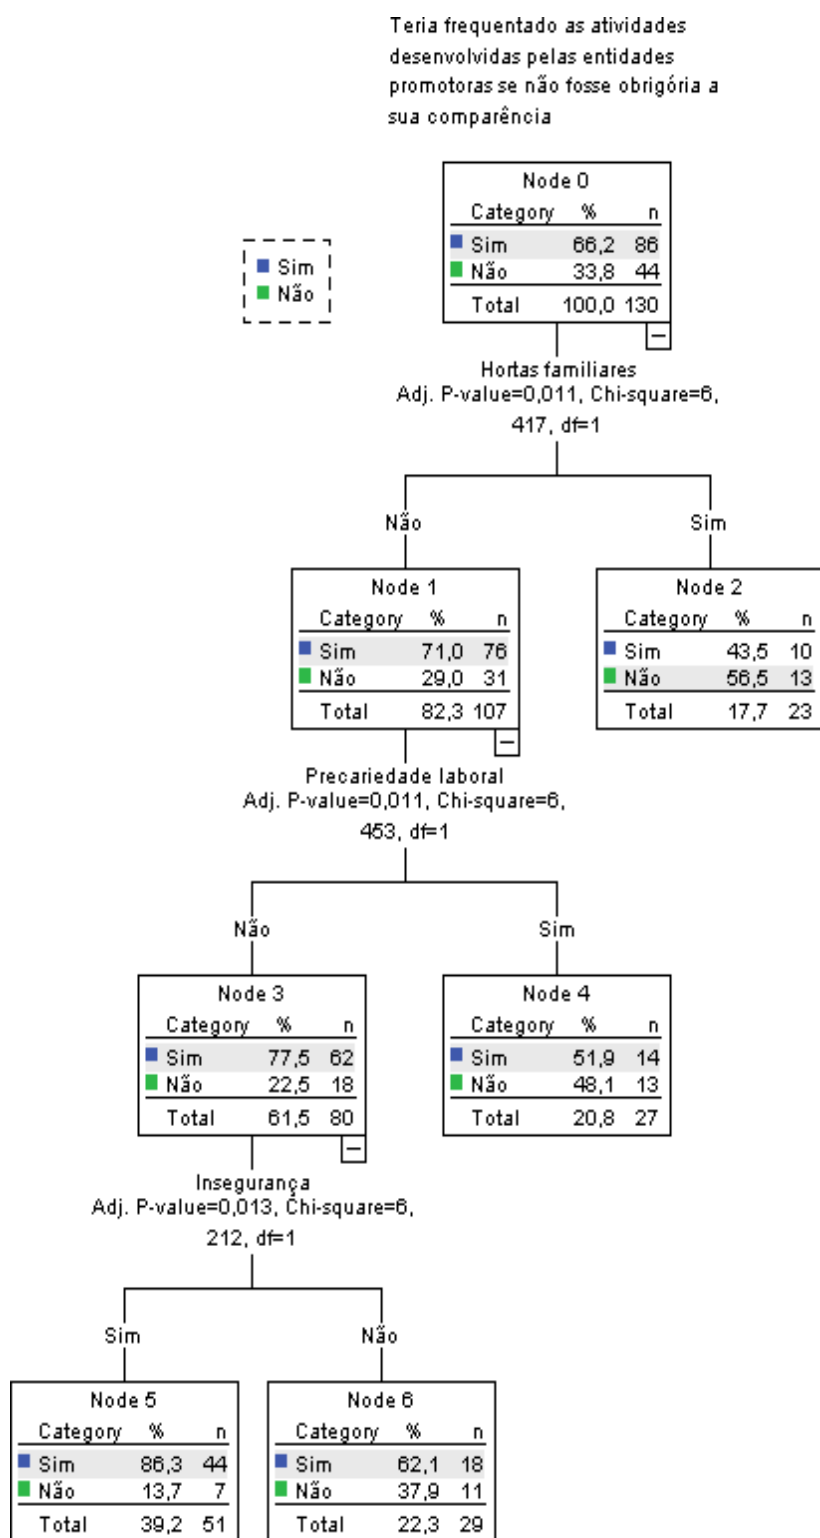 Teria frequentado as atividades
desenvolvidas pelas entidades
promotoras se não fosse obrigória a
sua comparência
Node 0
Category % n
Sim 66,2 86
Não 33,8 44
Total 100,0 130
Sim
Não
Hortas familiares
Adj. P-value=0,011, Chi-square=6,
417, df=1
Não Sim
Node 1
Category % n
Sim 71,0 76
Não 29,0 31
Total 82,3 107
Node 2
Category % n
Sim 43,5 10
Não 56,5 13
Total 17,7 23
Precariedade laboral
Adj. P-value=0,011, Chi-square=6,
453, df=1
Não Sim
Node 3
Category % n
Sim 77,5 62
Não 22,5 18
Total 61,5 80
Node 4
Category % n
Sim 51,9 14
Não 48,1 13
Total 20,8 27
Insegurança
Adj. P-value=0,013, Chi-square=6,
212, df=1
Sim Não
Node 5
Category % n
Sim 86,3 44
Não 13,7 7
Total 39,2 51
Node 6
Category % n
Sim 62,1 18
Não 37,9 11
Total 22,3 29